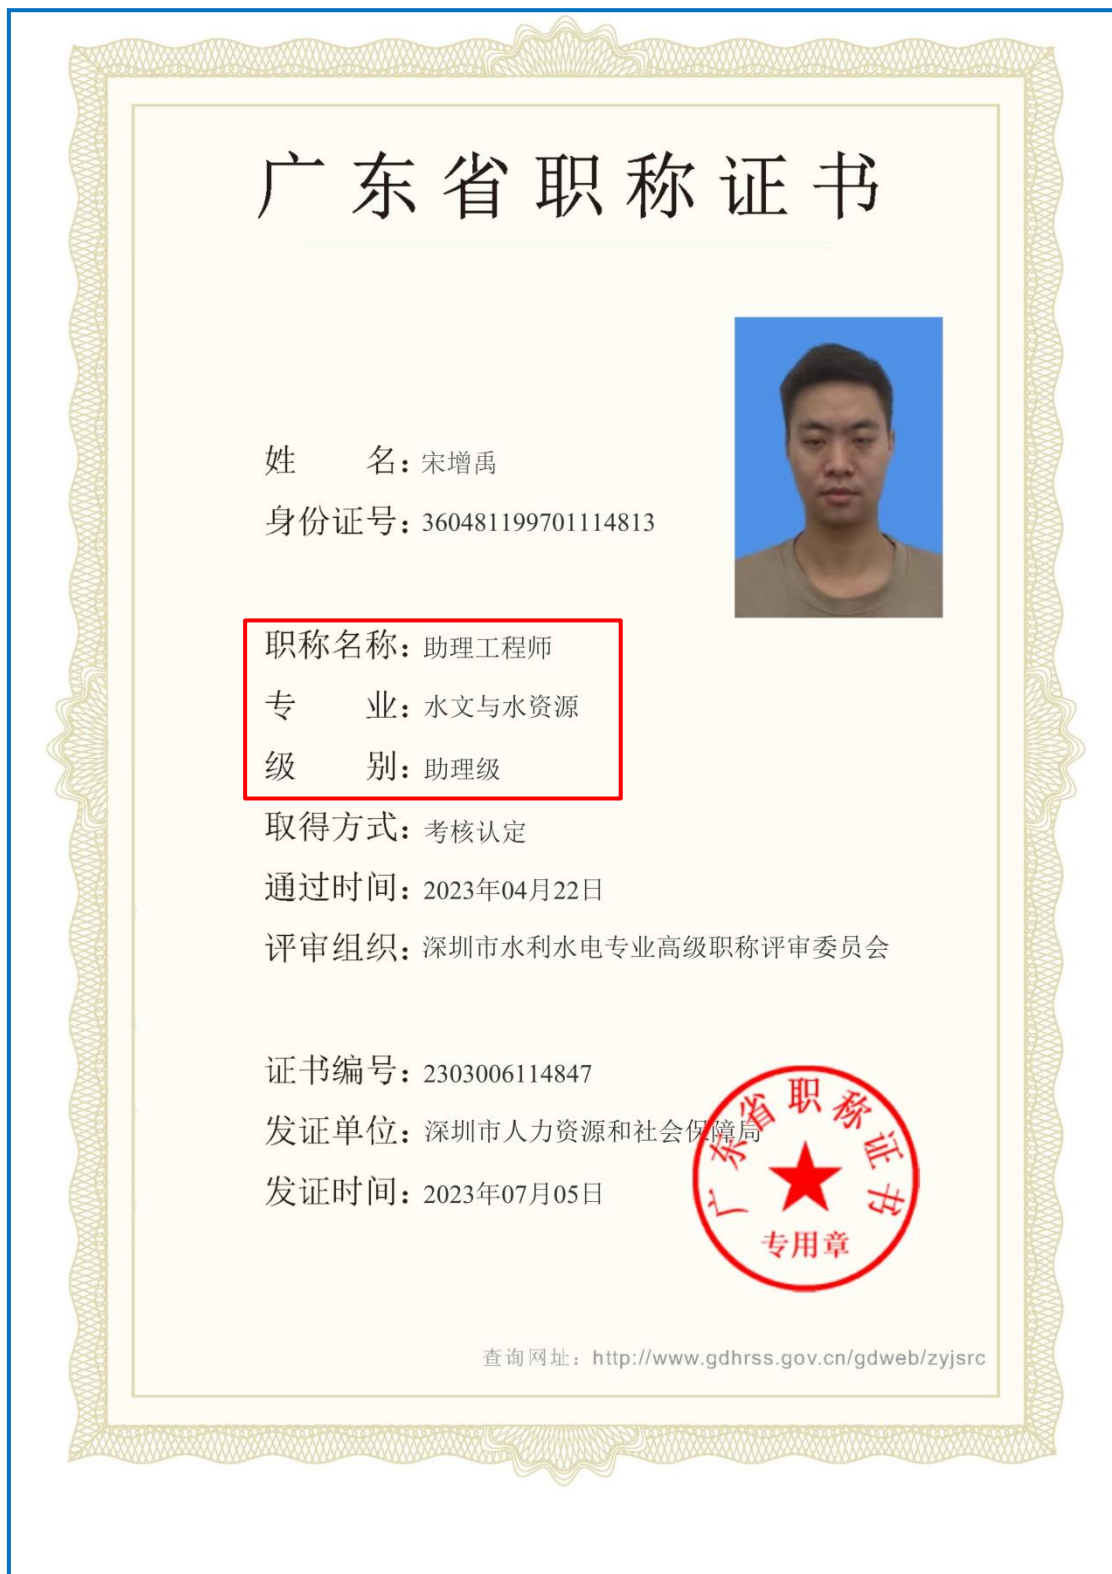 广东省职称证书
姓 名：宋增禹
身份证号：360481199701114813
职称名称：助理工程师
专 业：水文与水资源
级 别：助理级
取得方式：考核认定
通过时间：2023年04月22日
评审组织：深圳市水利水电专业高级职称评审委员会
证书编号：2303006114847
发证单位：深圳市人力资源和社会保障局
发证时间：2023年07月05日
广东省职称证书
专用章
查询网址：http://www.gdhrss.gov.cn/gdweb/zyjsrc